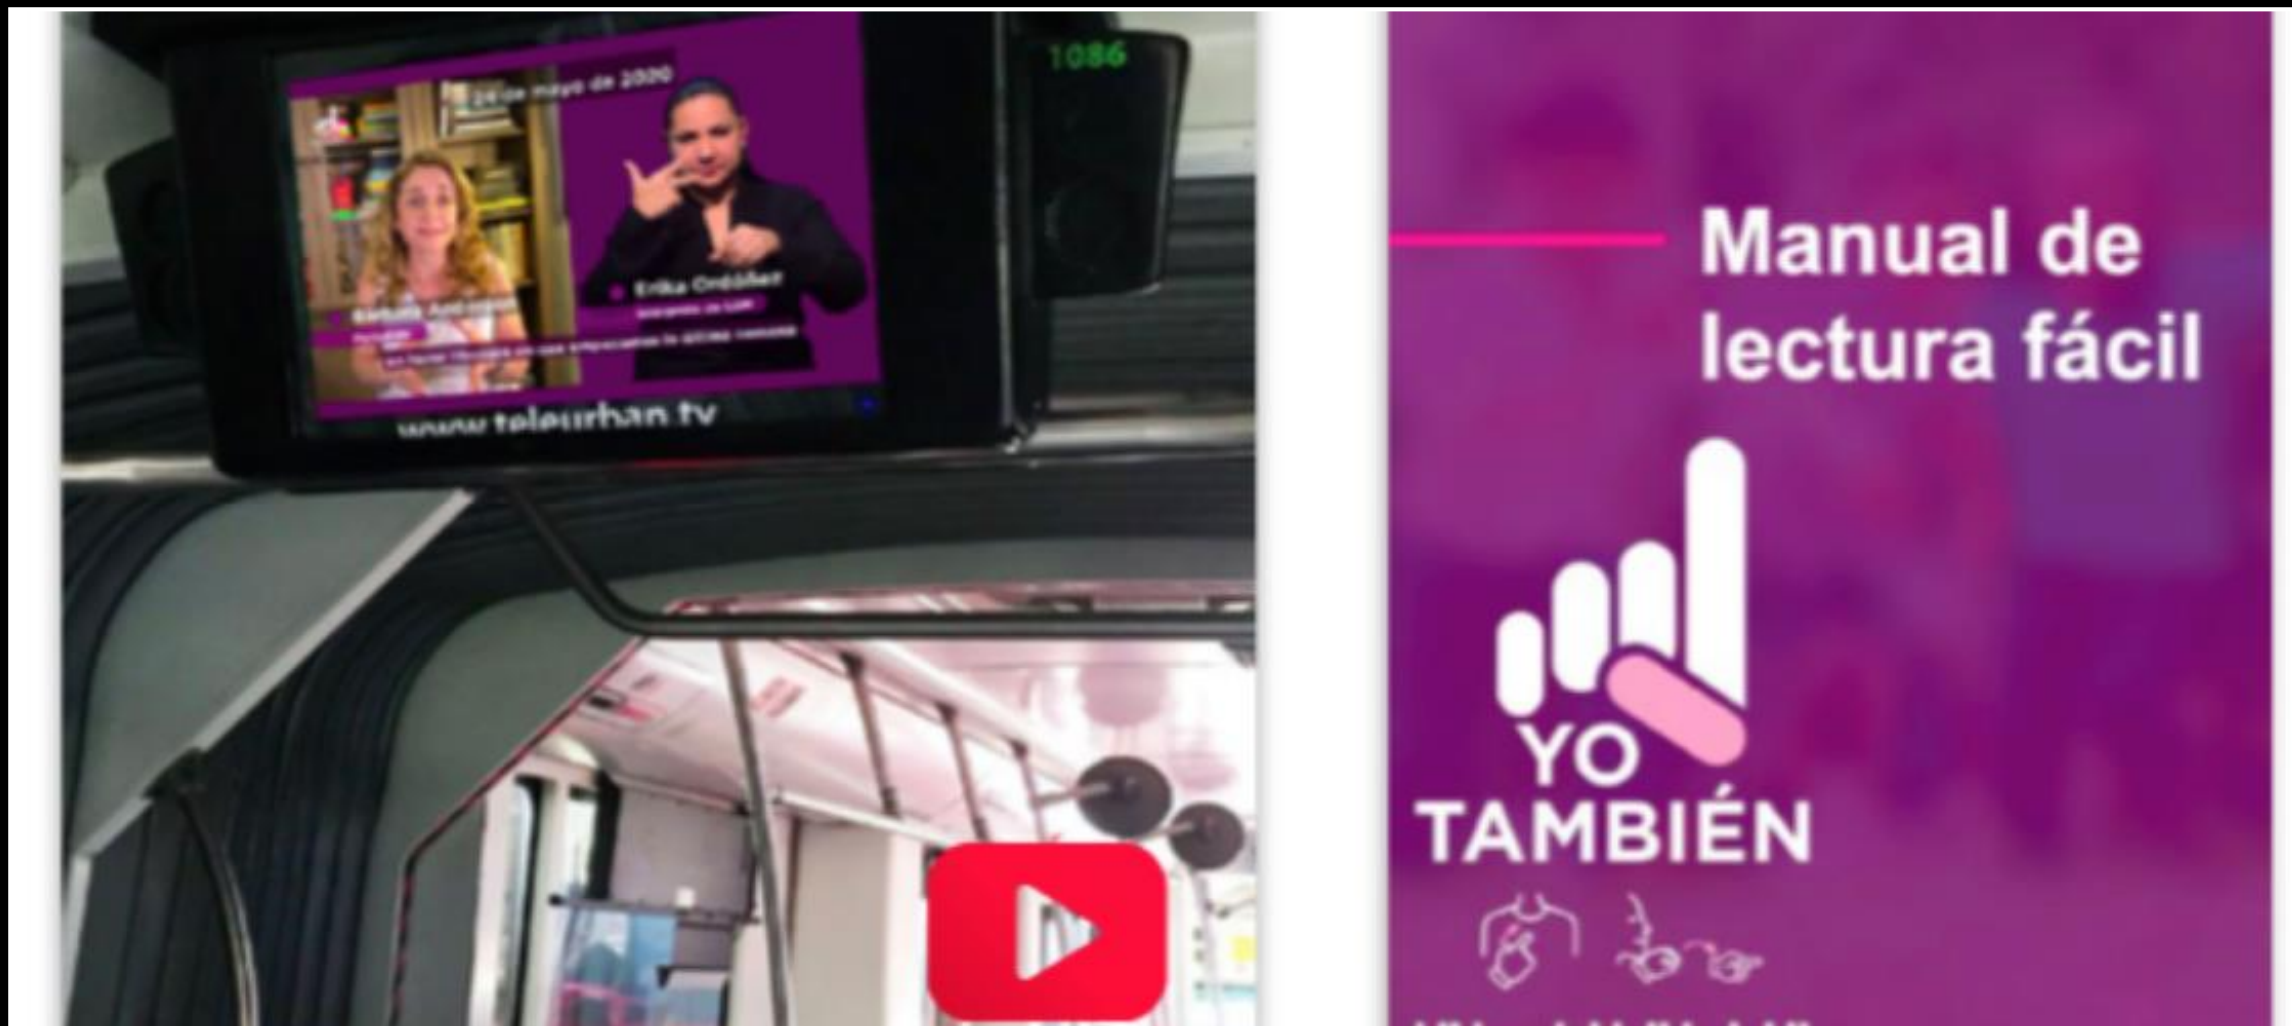 1086
24 de mayo de 2020
Erika Ordóñez
www.teleurban.tv
Manual de
lectura fácil
YO
TAMBIÉN